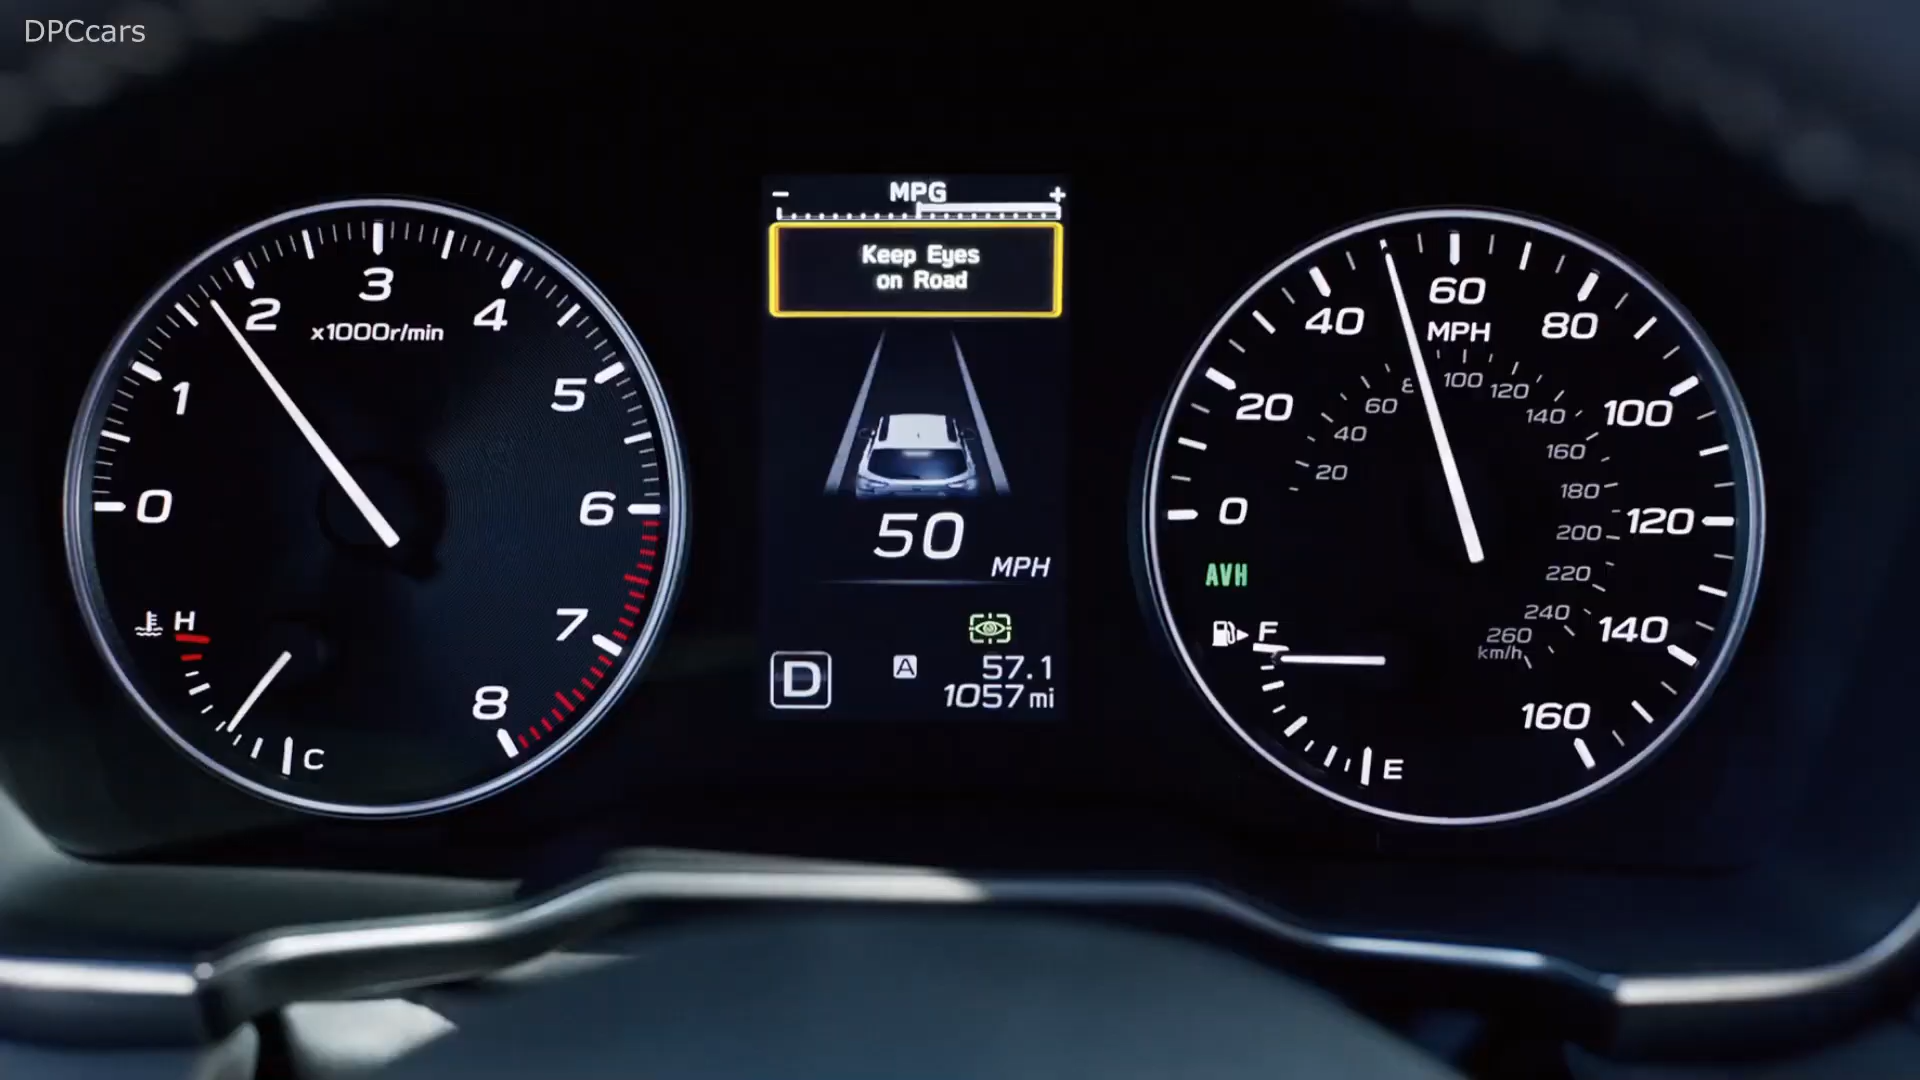 DPCcars
- MPG +
Keep Eyes
on Road
50
MPH
D
A
57.1
1057mi
0
1
2
3
4
5
6
7
8
x1000r/min
H
C
0
20
40
60
80
100
120
140
160
MPH
20
40
60
8
100
120
140
160
180
200
220
240
260
km/h
AVH
F
E